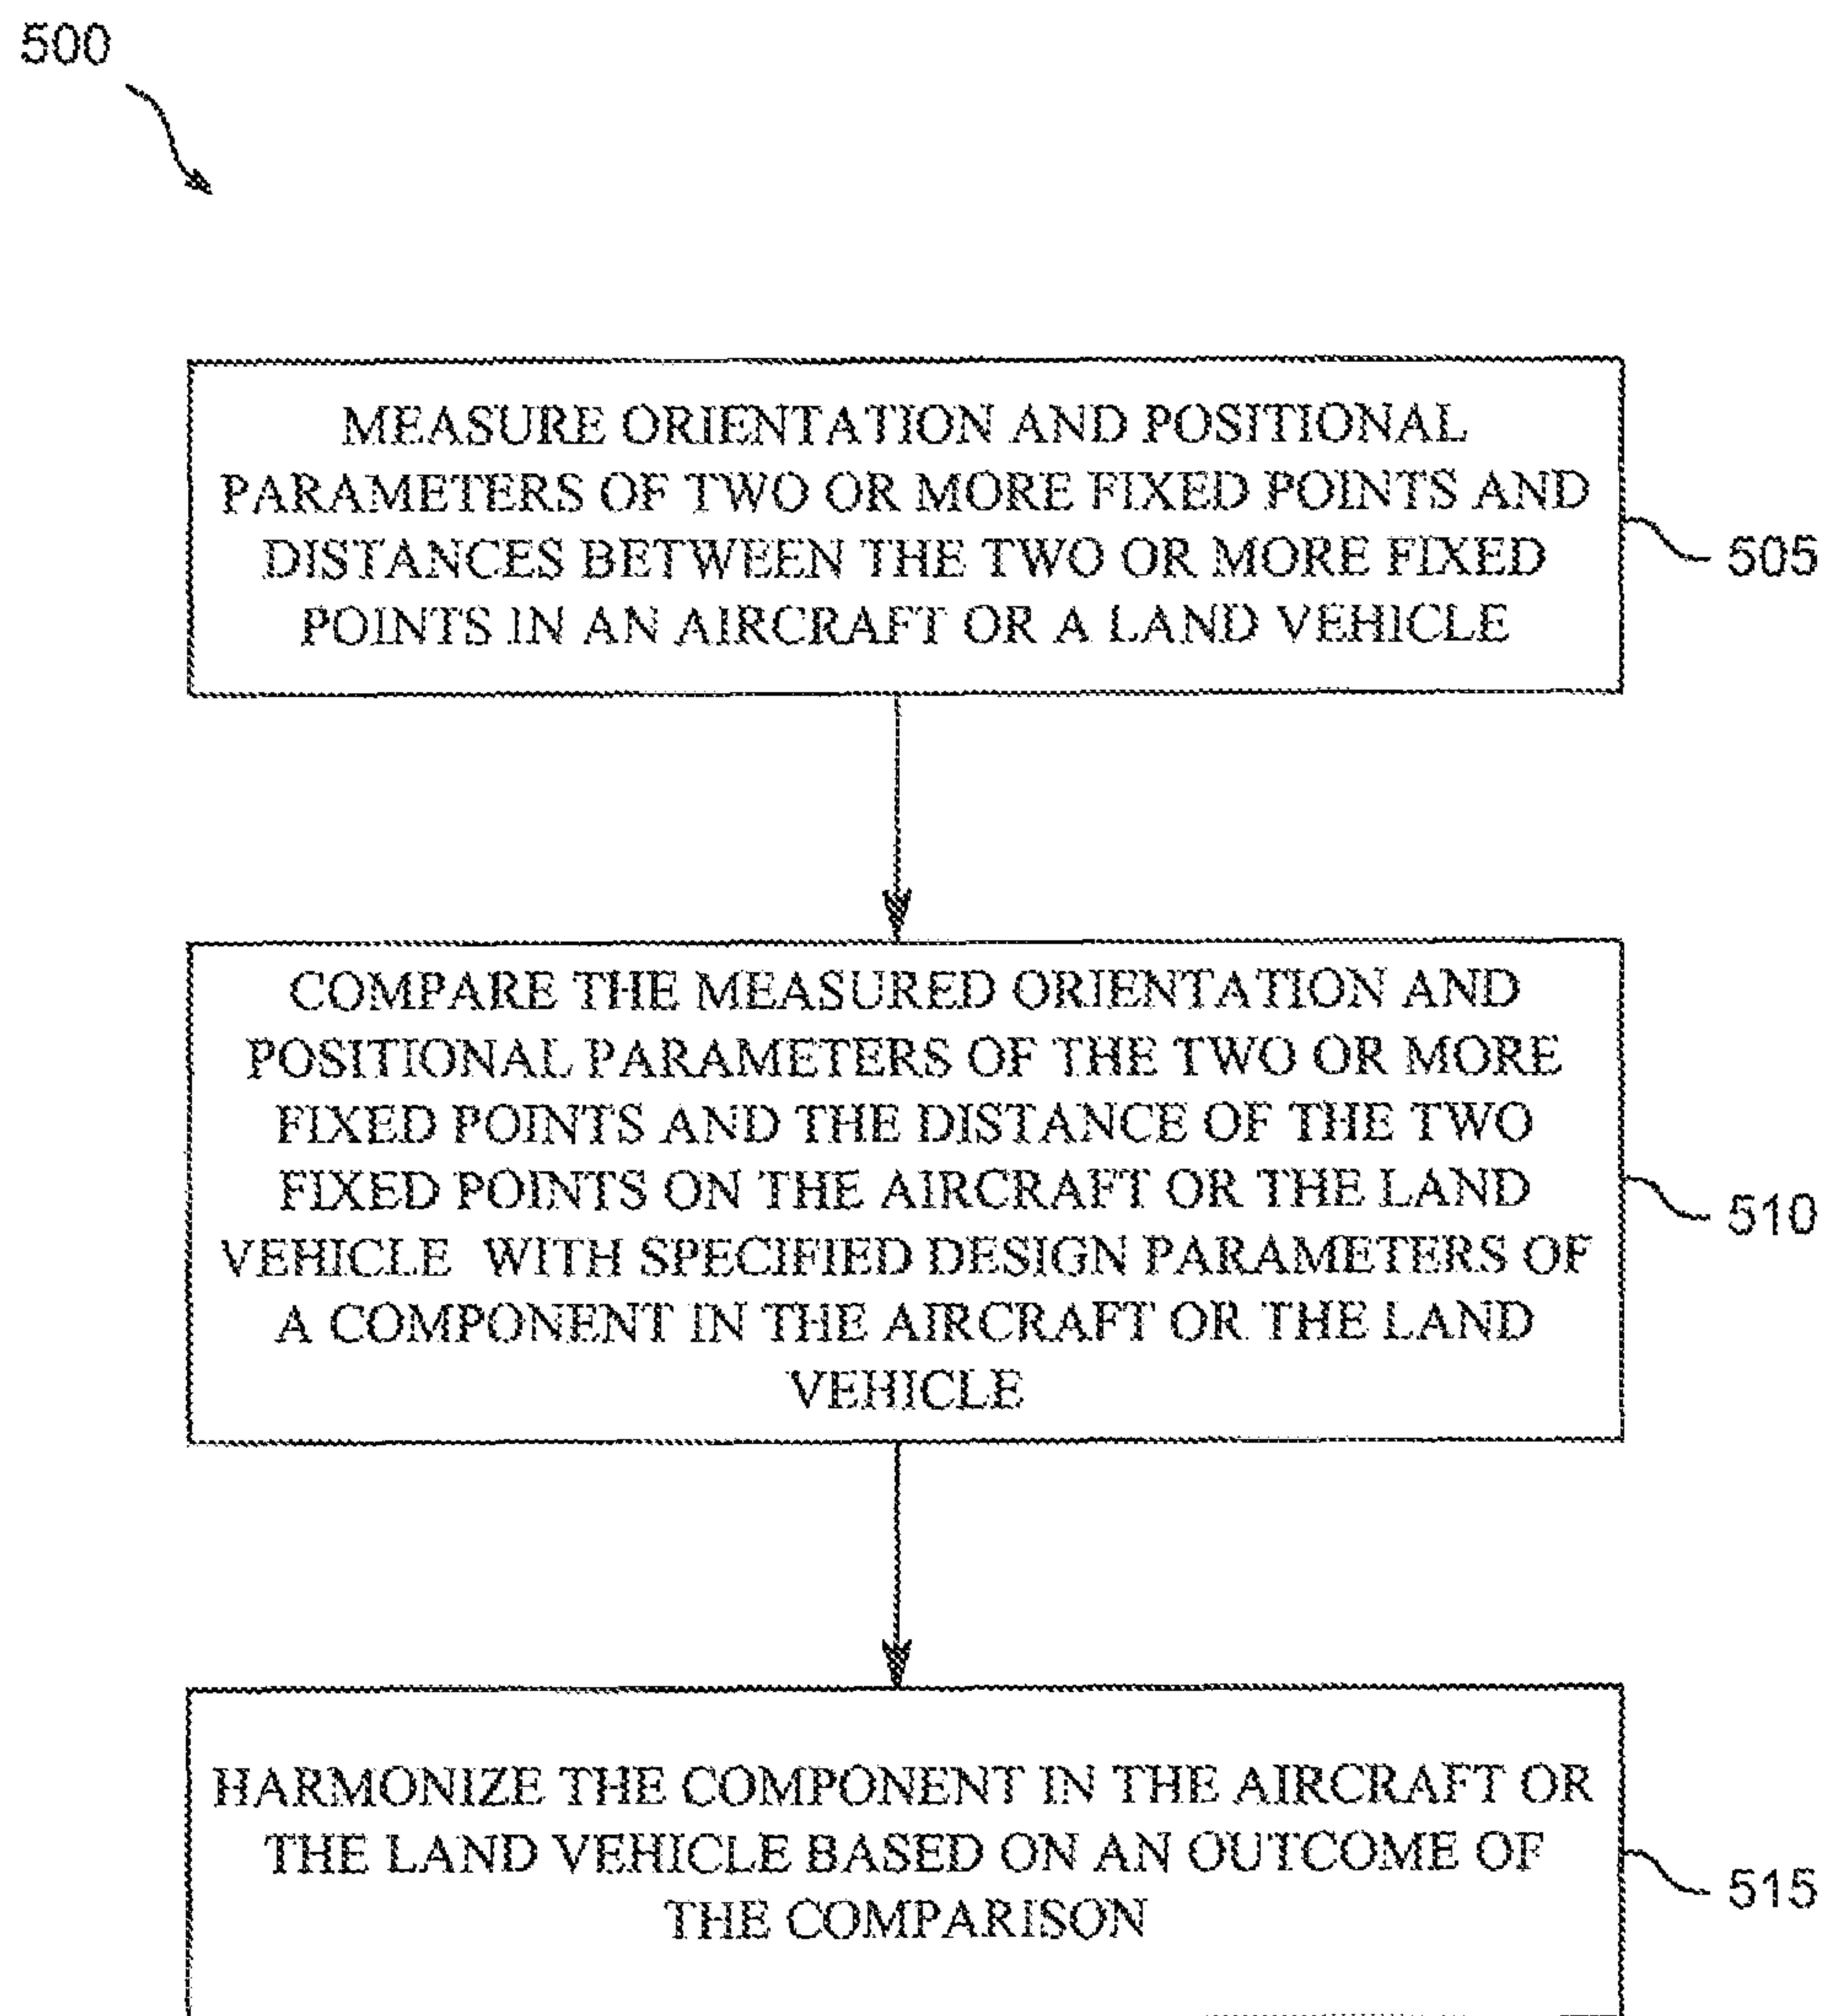 500
MEASURE ORIENTATION AND POSITIONAL
PARAMETERS OF TWO OR MORE FIXED POINTS AND
DISTANCES BETWEEN THE TWO OR MORE FIXED
POINTS IN AN AIRCRAFT OR A LAND VEHICLE
505
COMPARE THE MEASURED ORIENTATION AND
POSITIONAL PARAMETERS OF THE TWO OR MORE
FIXED POINTS AND THE DISTANCE OF THE TWO
FIXED POINTS ON THE AIRCRAFT OR THE LAND
VEHICLE WITH SPECIFIED DESIGN PARAMETERS OF
A COMPONENT IN THE AIRCRAFT OR THE LAND
VEHICLE
510
HARMONIZE THE COMPONENT IN THE AIRCRAFT OR
THE LAND VEHICLE BASED ON AN OUTCOME OF
THE COMPARISON
515